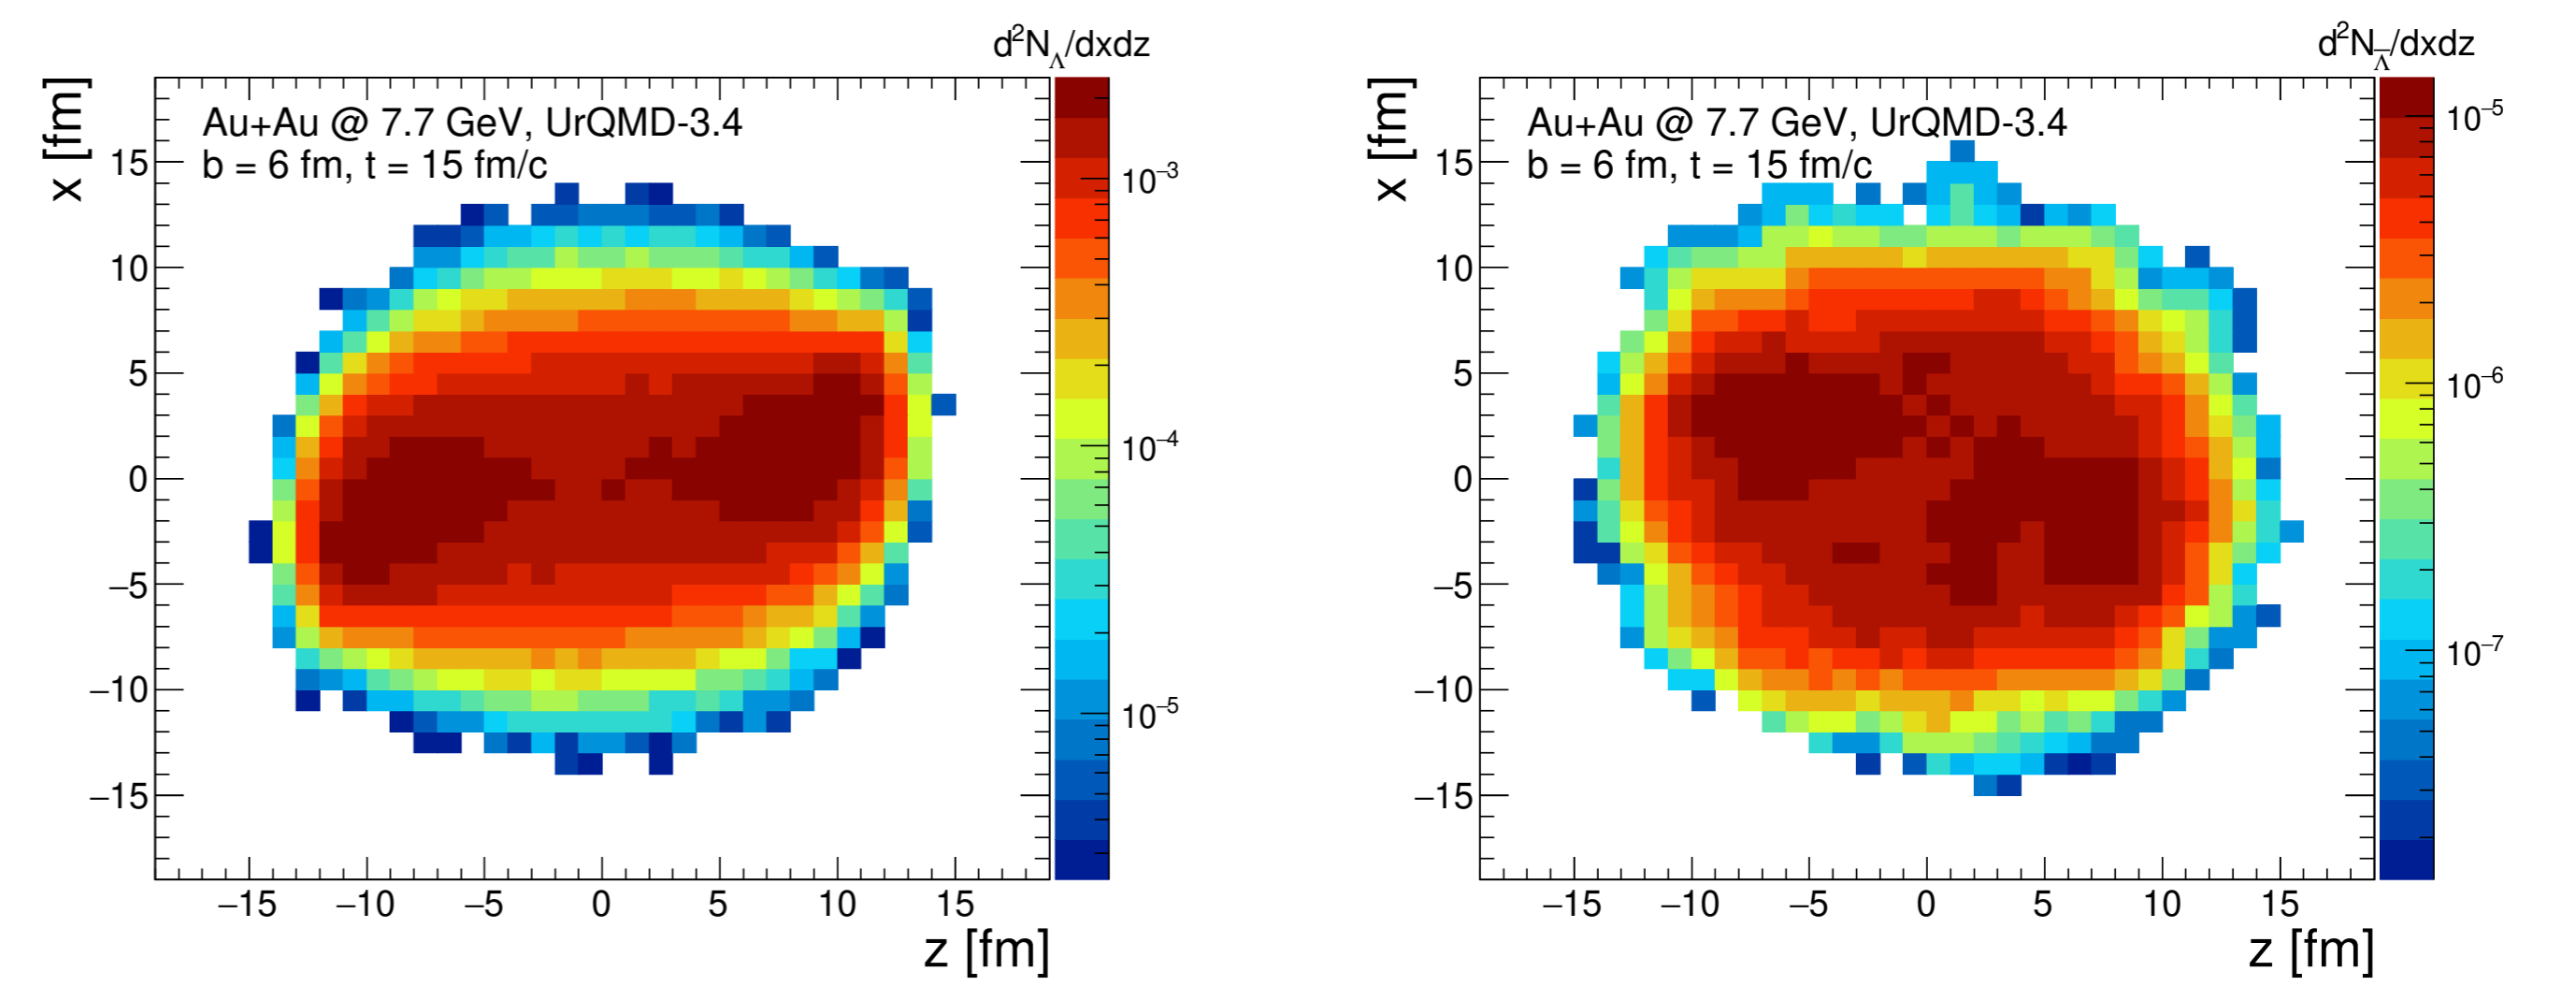 d²N_Λ/dxdz
x [fm]
Au+Au @ 7.7 GeV, UrQMD-3.4
b = 6 fm, t = 15 fm/c
15
10
5
0
−5
−10
−15
−15 −10 −5 0 5 10 15
z [fm]
10⁻³
10⁻⁴
10⁻⁵
d²N_Λ̅/dxdz
x [fm]
Au+Au @ 7.7 GeV, UrQMD-3.4
b = 6 fm, t = 15 fm/c
15
10
5
0
−5
−10
−15
−15 −10 −5 0 5 10 15
z [fm]
10⁻⁵
10⁻⁶
10⁻⁷